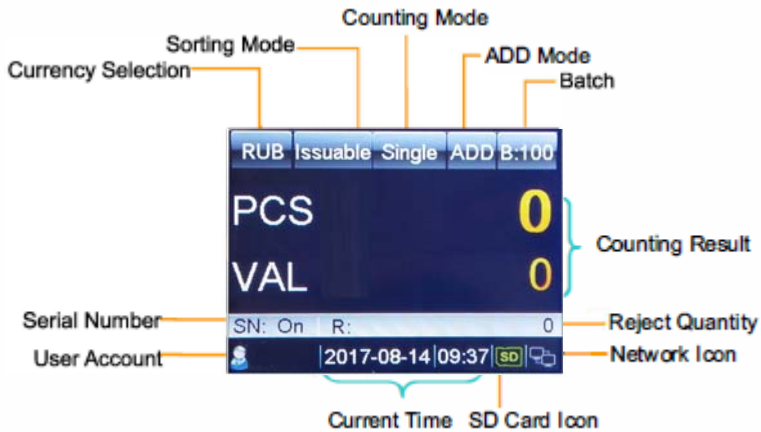 Counting Mode
Sorting Mode
ADD Mode
Currency Selection
Batch
RUB Issuable Single ADD B:100
PCS 0
Counting Result
VAL 0
Serial Number
SN: On R: 0
Reject Quantity
User Account
2017-08-14 09:37 SD
Network Icon
Current Time SD Card Icon